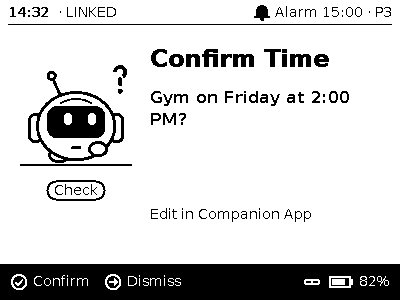 14:32 · LINKED
Alarm 15:00 · P3
Confirm Time
Gym on Friday at 2:00
PM?
?
Check
Edit in Companion App
Confirm
Dismiss
82%